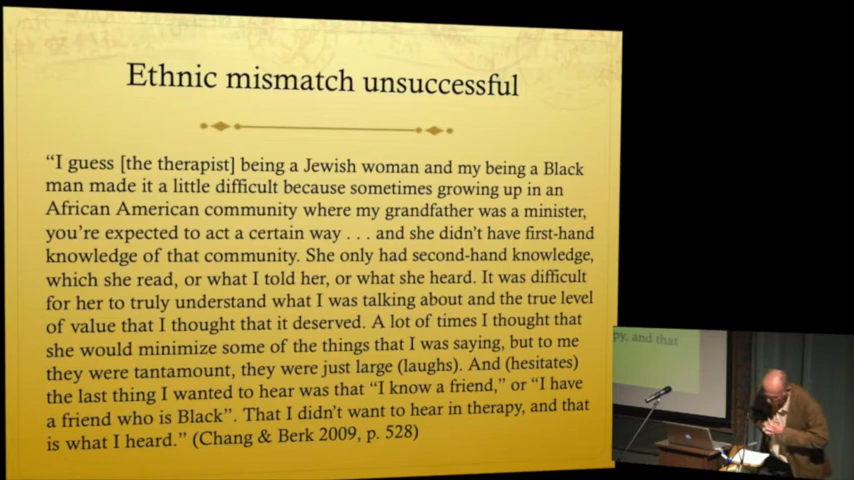 Ethnic mismatch unsuccessful
“I guess [the therapist] being a Jewish woman and my being a Black
man made it a little difficult because sometimes growing up in an
African American community where my grandfather was a minister,
you’re expected to act a certain way . . . and she didn’t have first-hand
knowledge of that community. She only had second-hand knowledge,
which she read, or what I told her, or what she heard. It was difficult
for her to truly understand what I was talking about and the true level
of value that I thought that it deserved. A lot of times I thought that
she would minimize some of the things that I was saying, but to me
they were tantamount, they were just large (laughs). And (hesitates)
the last thing I wanted to hear was that “I know a friend,” or “I have
a friend who is Black”. That I didn’t want to hear in therapy, and that
is what I heard.” (Chang & Berk 2009, p. 528)
py, and that